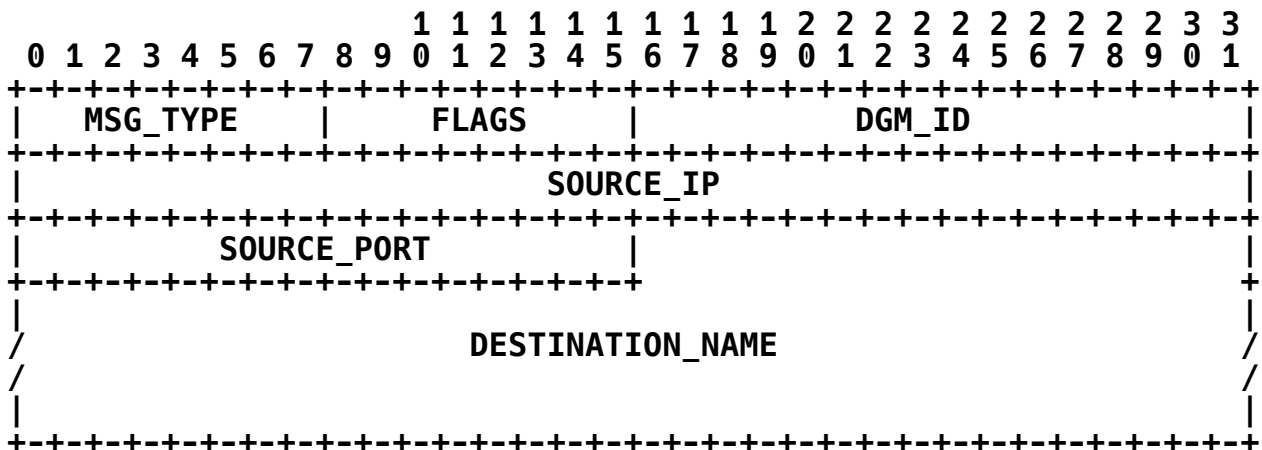 1 1 1 1 1 1 1 1 1 1 2 2 2 2 2 2 2 2 2 2 3 3
 0 1 2 3 4 5 6 7 8 9 0 1 2 3 4 5 6 7 8 9 0 1 2 3 4 5 6 7 8 9 0 1
+-+-+-+-+-+-+-+-+-+-+-+-+-+-+-+-+-+-+-+-+-+-+-+-+-+-+-+-+-+-+-+-+
|   MSG_TYPE    |     FLAGS     |           DGM_ID              |
+-+-+-+-+-+-+-+-+-+-+-+-+-+-+-+-+-+-+-+-+-+-+-+-+-+-+-+-+-+-+-+-+
|                           SOURCE_IP                           |
+-+-+-+-+-+-+-+-+-+-+-+-+-+-+-+-+-+-+-+-+-+-+-+-+-+-+-+-+-+-+-+-+
|          SOURCE_PORT          |                               |
+-+-+-+-+-+-+-+-+-+-+-+-+-+-+-+-+                               +
|                                                               |
/                       DESTINATION_NAME                        /
/                                                               /
|                                                               |
+-+-+-+-+-+-+-+-+-+-+-+-+-+-+-+-+-+-+-+-+-+-+-+-+-+-+-+-+-+-+-+-+